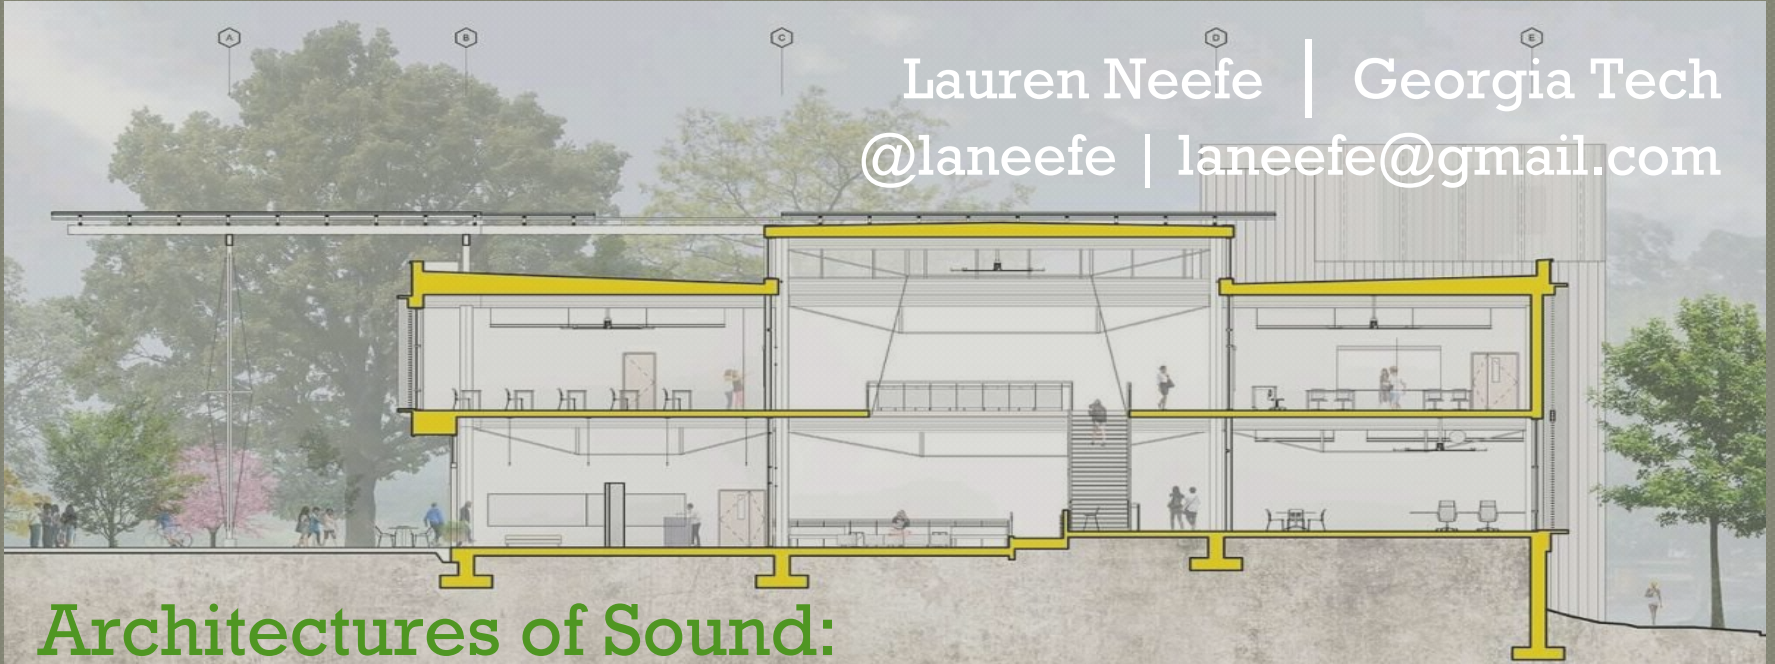 A B C D E
Lauren Neefe | Georgia Tech
@laneefe | laneefe@gmail.com
Architectures of Sound: